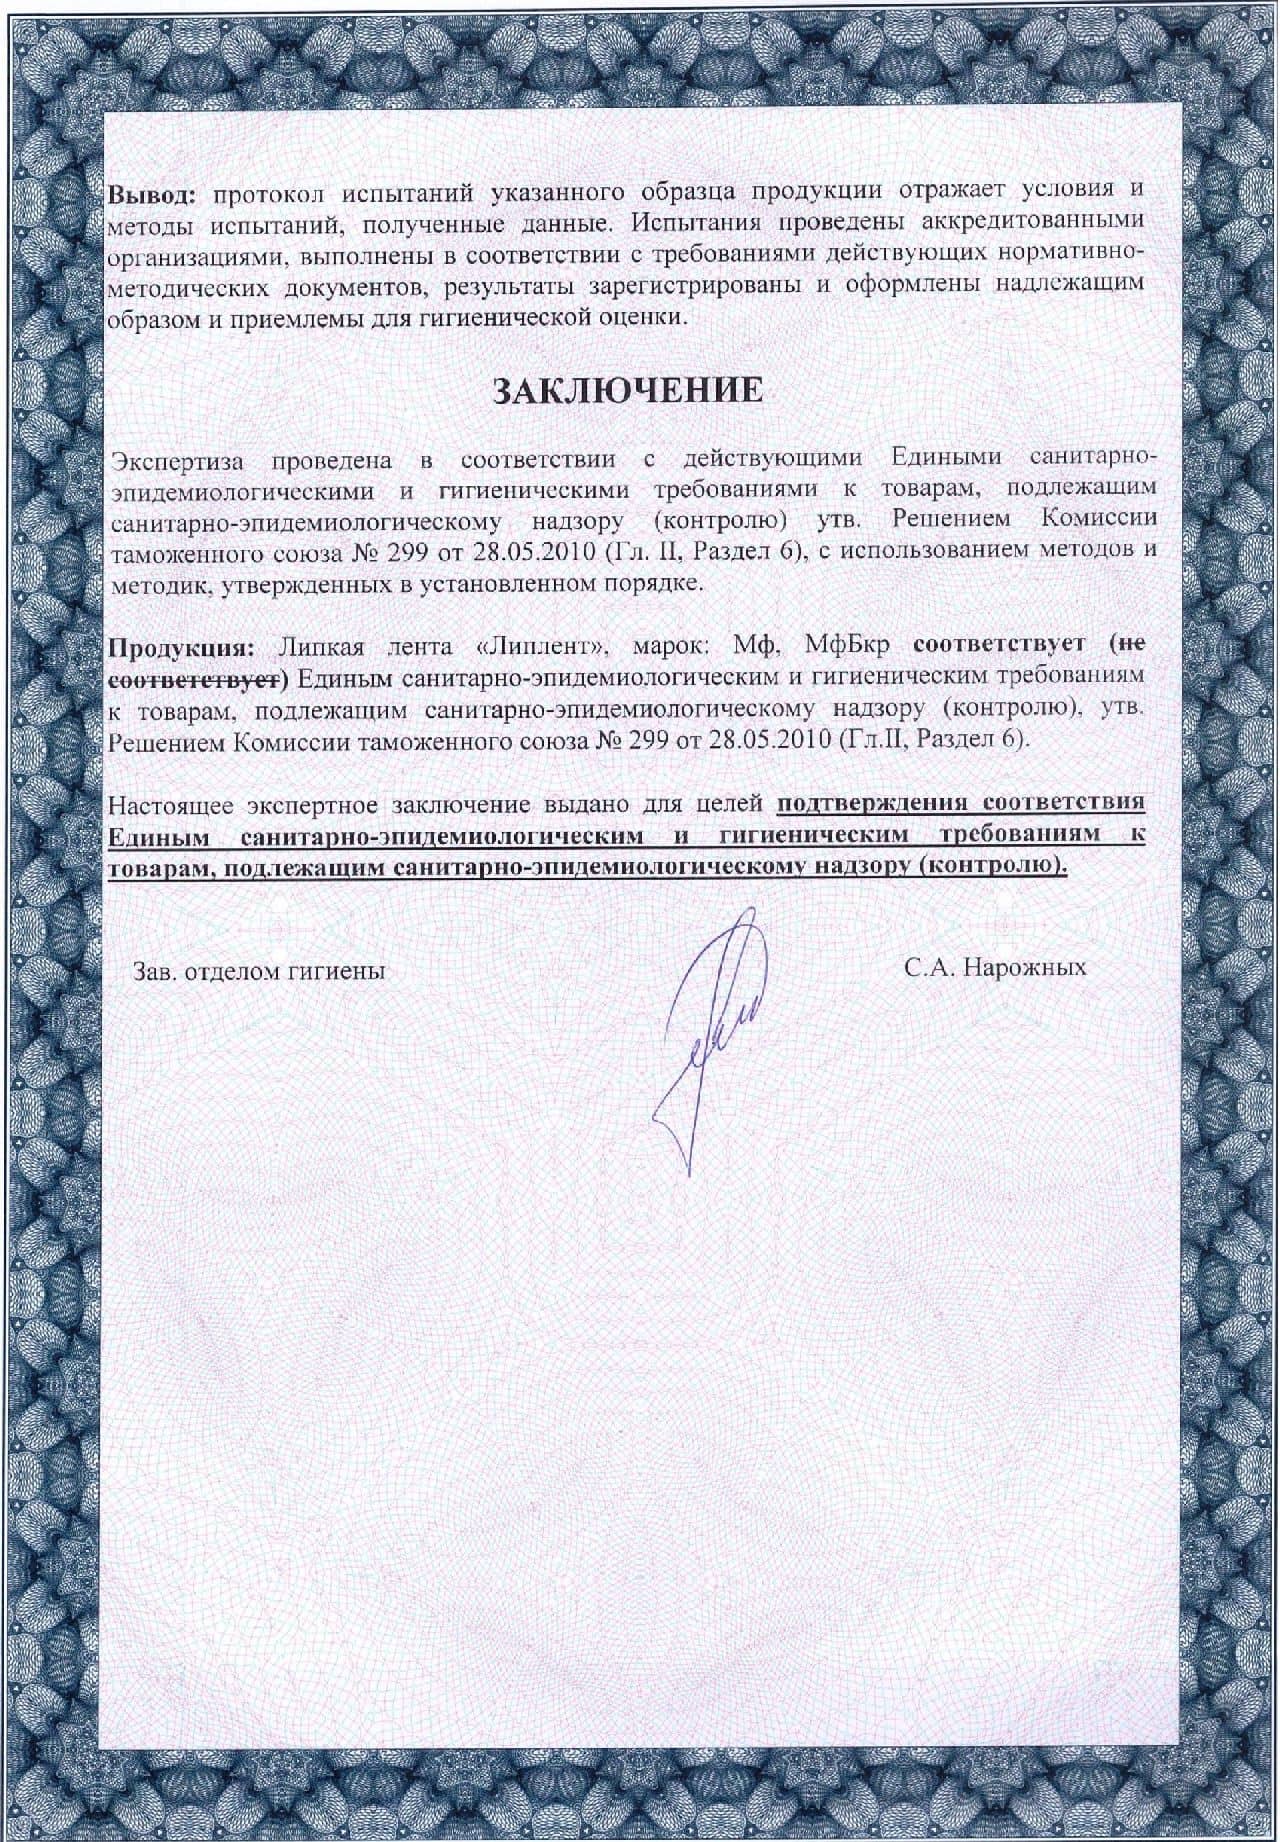 Вывод: протокол испытаний указанного образца продукции отражает условия и
методы испытаний, полученные данные. Испытания проведены аккредитованными
организациями, выполнены в соответствии с требованиями действующих нормативно-
методических документов, результаты зарегистрированы и оформлены надлежащим
образом и приемлемы для гигиенической оценки.
ЗАКЛЮЧЕНИЕ
Экспертиза проведена в соответствии с действующими Едиными санитарно-
эпидемиологическими и гигиеническими требованиями к товарам, подлежащим
санитарно-эпидемиологическому надзору (контролю) утв. Решением Комиссии
таможенного союза № 299 от 28.05.2010 (Гл. II, Раздел 6), с использованием методов и
методик, утвержденных в установленном порядке.
Продукция: Липкая лента «Липлент», марок: Мф, МфБкр соответствует (не
соответствует) Единым санитарно-эпидемиологическим и гигиеническим требованиям
к товарам, подлежащим санитарно-эпидемиологическому надзору (контролю), утв.
Решением Комиссии таможенного союза № 299 от 28.05.2010 (Гл.II, Раздел 6).
Настоящее экспертное заключение выдано для целей подтверждения соответствия
Единым санитарно-эпидемиологическим и гигиеническим требованиям к
товарам, подлежащим санитарно-эпидемиологическому надзору (контролю).
Зав. отделом гигиены С.А. Нарожных